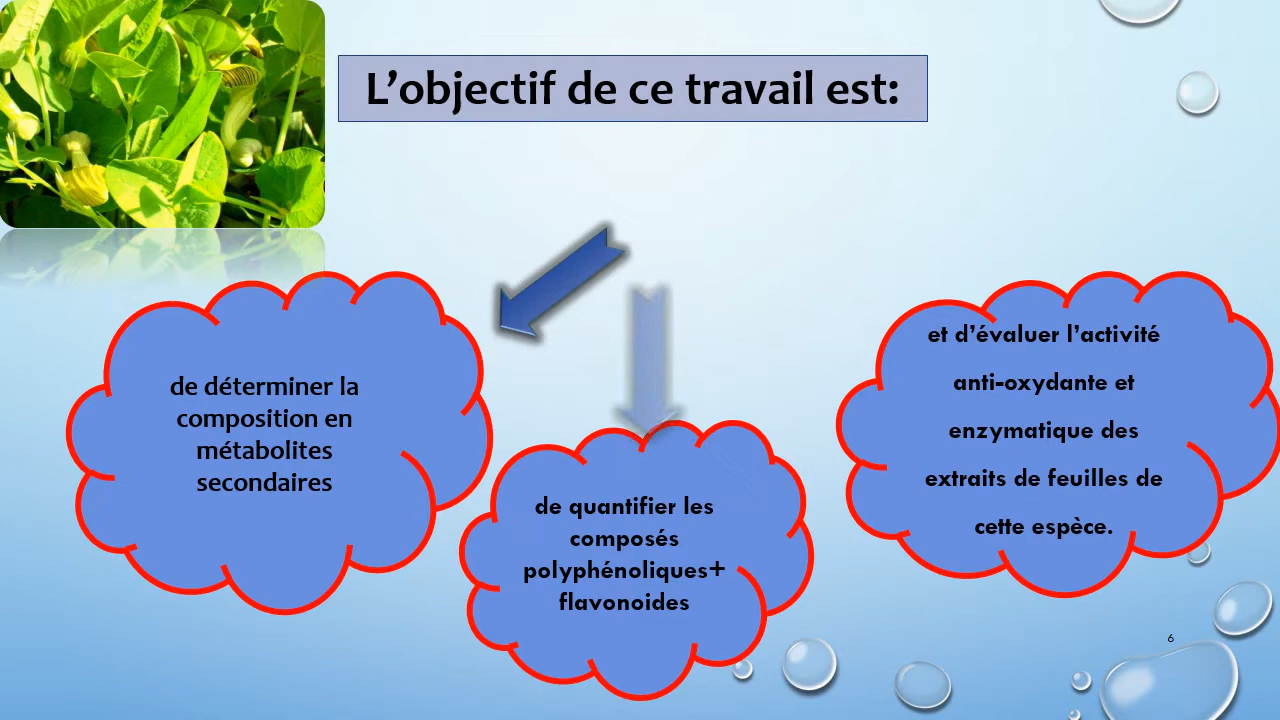 L’objectif de ce travail est:
de déterminer la
composition en
métabolites
secondaires
de quantifier les
composés
polyphénoliques+
flavonoides
et d’évaluer l’activité
anti-oxydante et
enzymatique des
extraits de feuilles de
cette espèce.
6